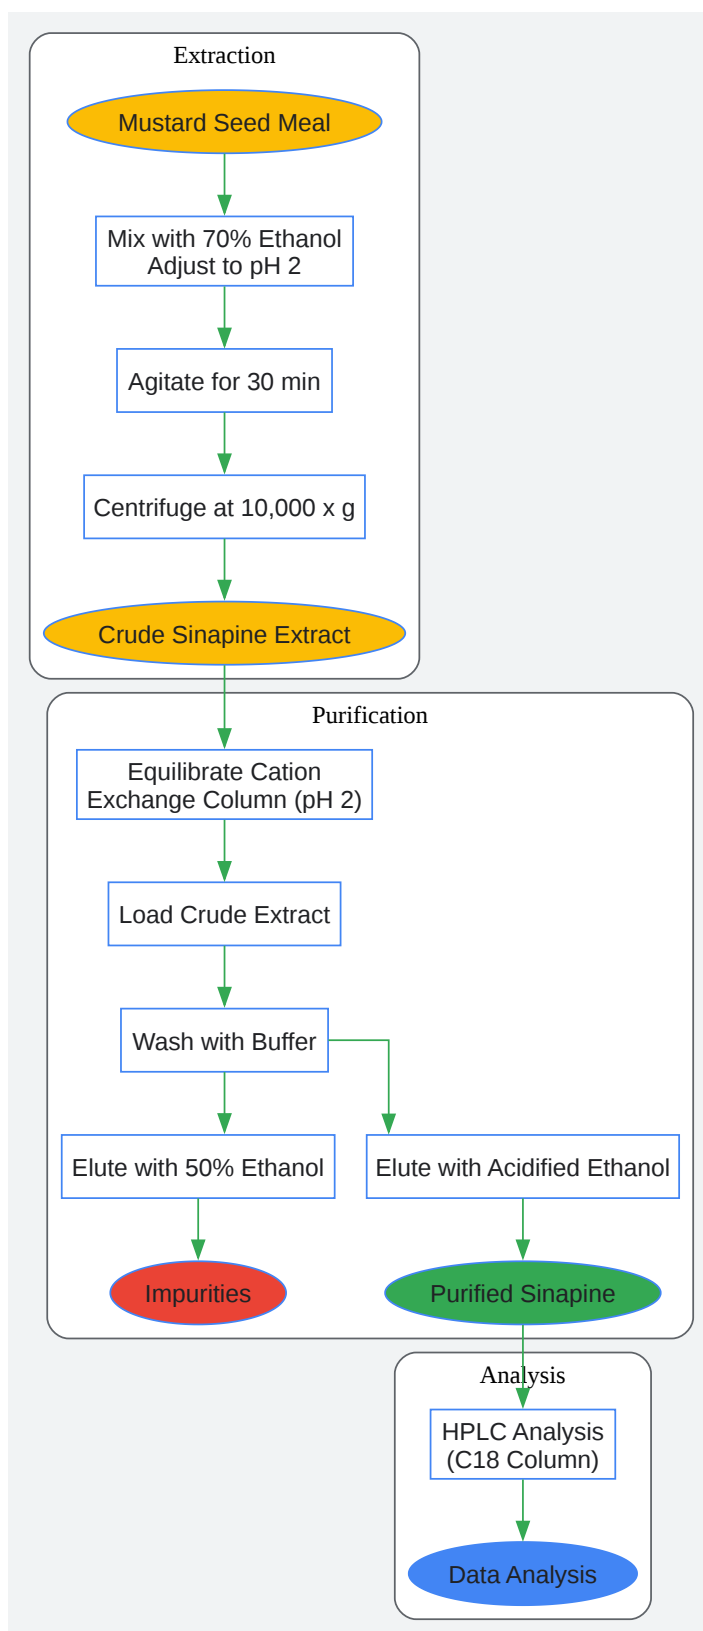 Extraction
Mustard Seed Meal
Mix with 70% Ethanol
Adjust to pH 2
Agitate for 30 min
Centrifuge at 10,000 x g
Crude Sinapine Extract
Purification
Equilibrate Cation
Exchange Column (pH 2)
Load Crude Extract
Wash with Buffer
Elute with 50% Ethanol
Elute with Acidified Ethanol
Impurities
Purified Sinapine
Analysis
HPLC Analysis
(C18 Column)
Data Analysis